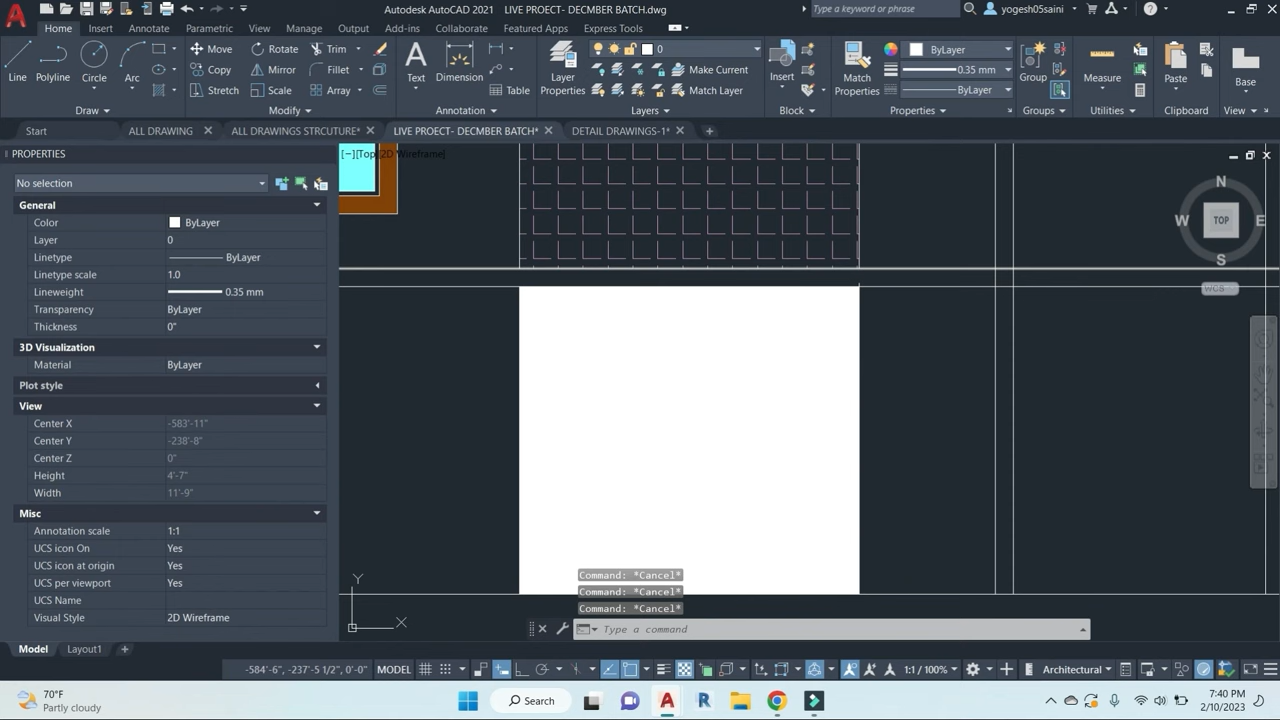 Autodesk AutoCAD 2021 LIVE PROECT- DECMBER BATCH.dwg
Type a keyword or phrase
yogesh05saini
Home Insert Annotate Parametric View Manage Output Add-ins Collaborate Featured Apps Express Tools
Line Polyline Circle Arc
Move Rotate Trim
Copy Mirror Fillet
Stretch Scale Array
Text Dimension Table
Layer Properties
0
Make Current
Match Layer
Insert
Match Properties
ByLayer
0.35 mm
ByLayer
Group Measure Paste Base
Draw Modify Annotation Layers Block Properties Groups Utilities Clipboard View
Start ALL DRAWING ALL DRAWINGS STRCUTURE* LIVE PROJECT- DECMBER BATCH* DETAIL DRAWINGS-1*
PROPERTIES
[−][Top][2D Wireframe]
No selection
General
Color ByLayer
Layer 0
Linetype ByLayer
Linetype scale 1.0
Lineweight 0.35 mm
Transparency ByLayer
Thickness 0"
3D Visualization
Material ByLayer
Plot style
View
Center X -583'-11"
Center Y -238'-8"
Center Z 0"
Height 4'-7"
Width 11'-9"
Misc
Annotation scale 1:1
UCS icon On Yes
UCS icon at origin Yes
UCS per viewport Yes
UCS Name
Visual Style 2D Wireframe
N
W TOP E
S
WCS
Y
X
Command: *Cancel*
Command: *Cancel*
Command: *Cancel*
Type a command
Model Layout1
-584'-6", -237'-5 1/2", 0'-0" MODEL 1:1 / 100% Architectural
70°F
Partly cloudy
Search
7:40 PM
2/10/2023